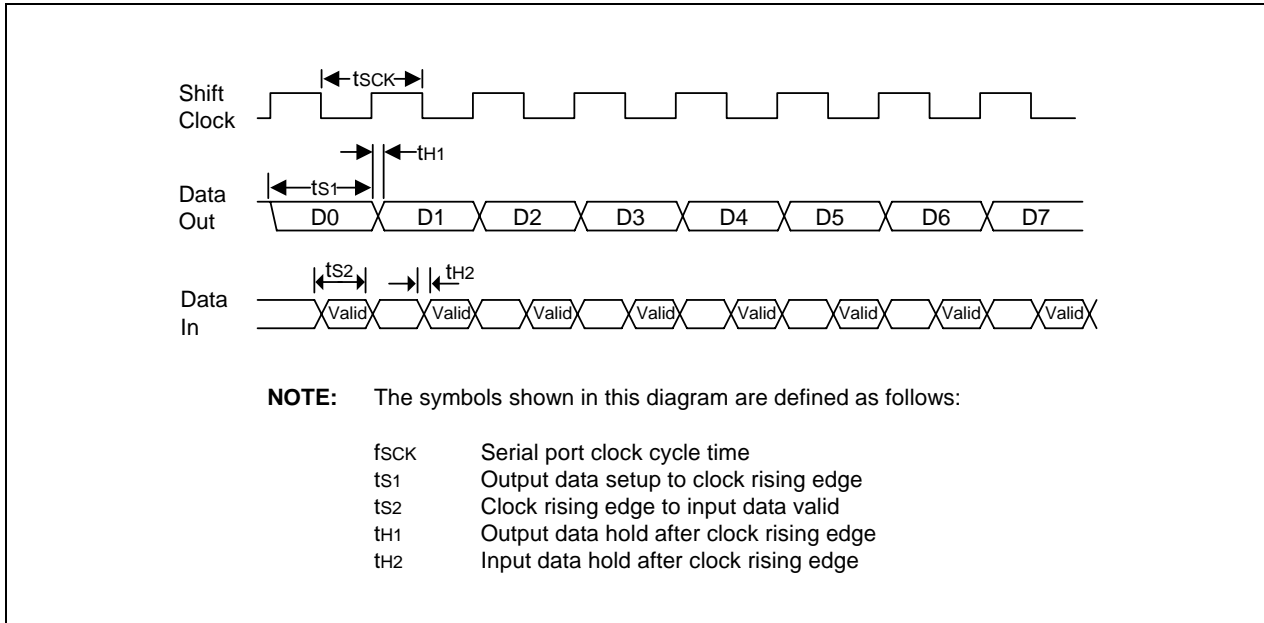 tSCK
Shift
Clock
tH1
tS1
Data
Out
D0 D1 D2 D3 D4 D5 D6 D7
tS2 tH2
Data
In
Valid Valid Valid Valid Valid Valid Valid Valid
NOTE: The symbols shown in this diagram are defined as follows:
fSCK Serial port clock cycle time
tS1 Output data setup to clock rising edge
tS2 Clock rising edge to input data valid
tH1 Output data hold after clock rising edge
tH2 Input data hold after clock rising edge